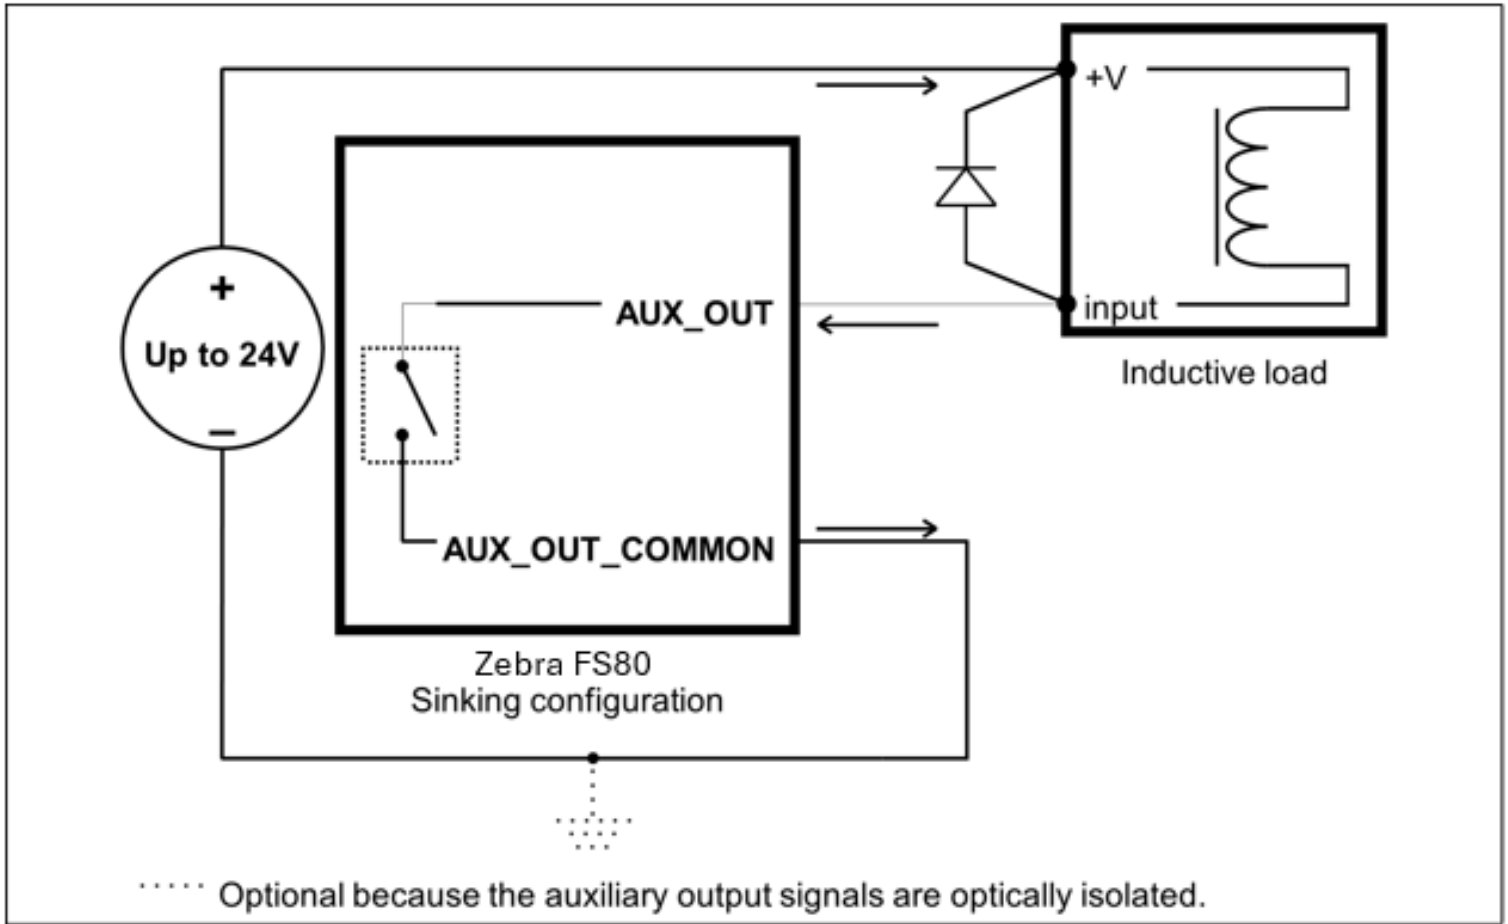 +V
+
Up to 24V
–
AUX_OUT
input
Inductive load
AUX_OUT_COMMON
Zebra FS80
Sinking configuration
Optional because the auxiliary output signals are optically isolated.